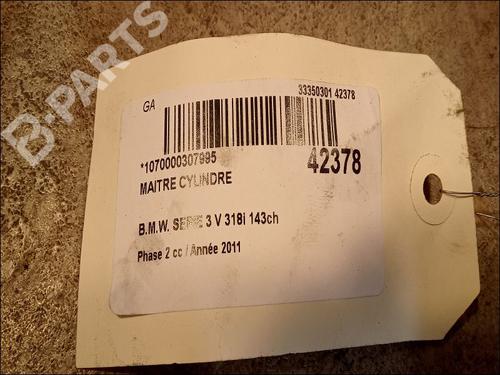 B-PARTS
GA
33350301 42378
*1070000307995
42378
MAITRE CYLINDRE
B.M.W. SERIE 3 V 318i 143ch
Phase 2 cc / Année 2011